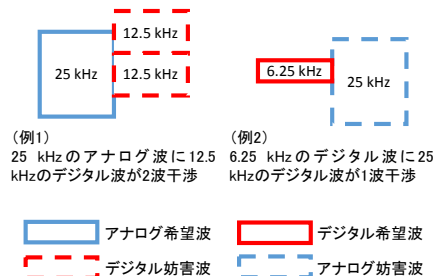 12.5 kHz
25 kHz
12.5 kHz
6.25 kHz
25 kHz
(例1)
25 kHzのアナログ波に12.5
kHzのデジタル波が2波干渉
(例2)
6.25 kHzのデジタル波に25
kHzのデジタル波が1波干渉
アナログ希望波
デジタル希望波
デジタル妨害波
アナログ妨害波